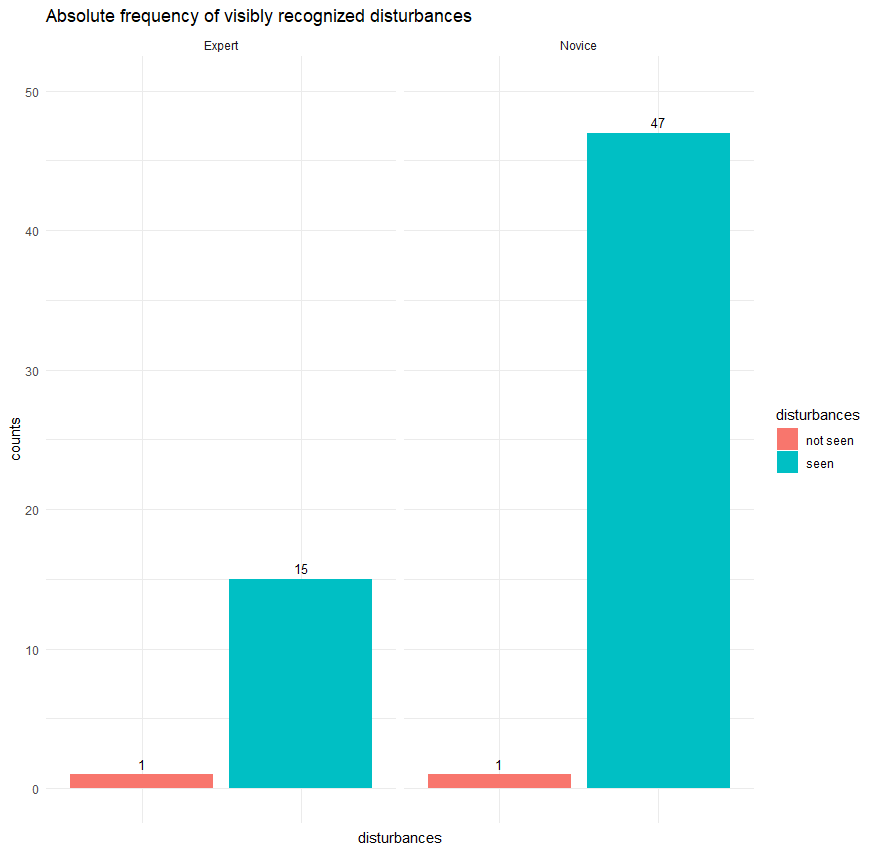 Absolute frequency of visibly recognized disturbances
Expert
Novice
50
40
30
20
10
0
counts
1
15
1
47
disturbances
disturbances
not seen
seen